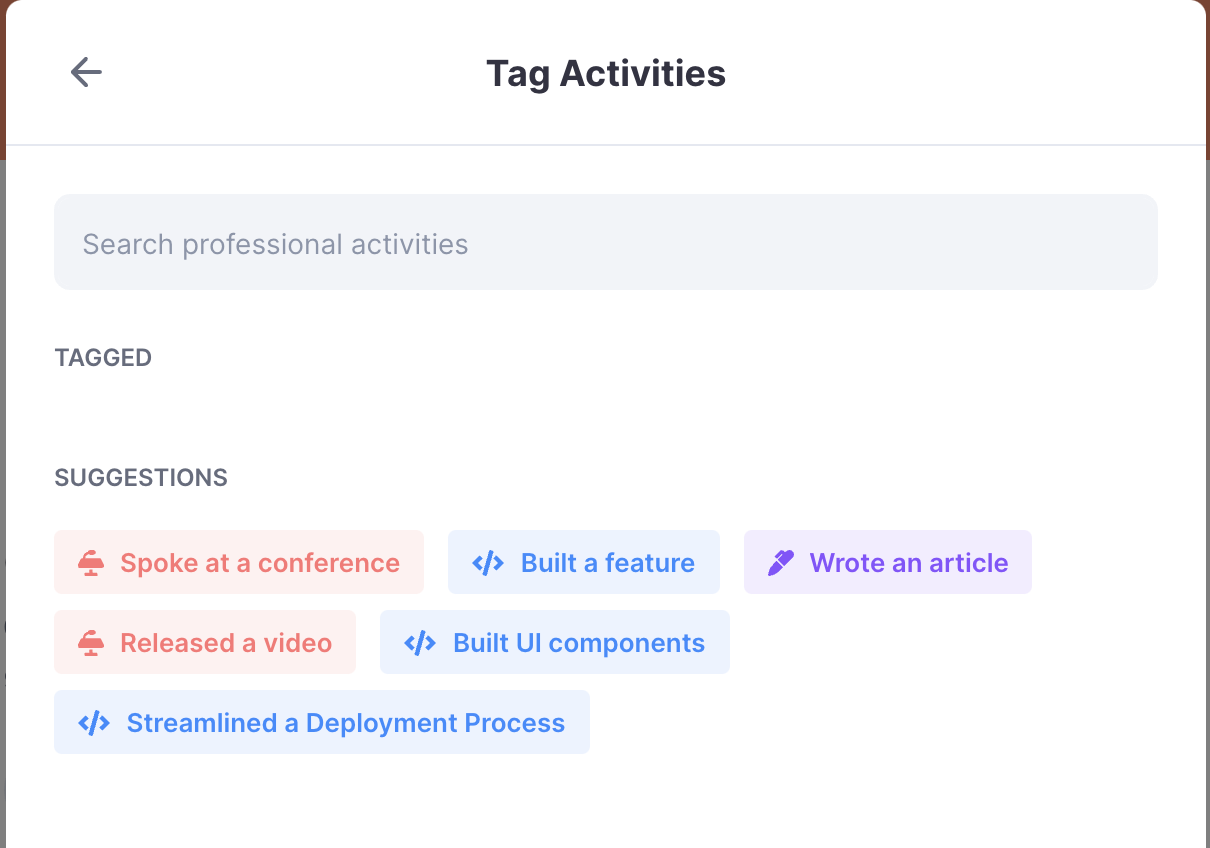 Tag Activities
Search professional activities
TAGGED
SUGGESTIONS
Spoke at a conference
Built a feature
Wrote an article
Released a video
Built UI components
Streamlined a Deployment Process